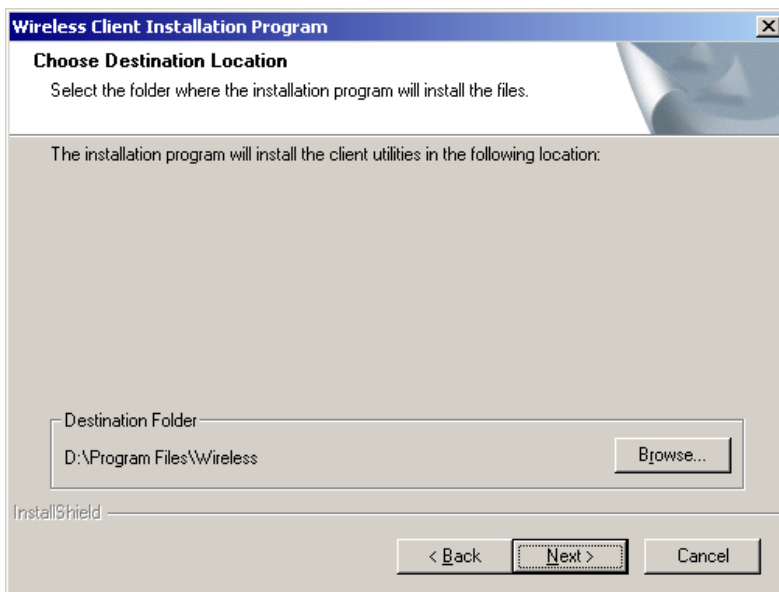 Wireless Client Installation Program
Choose Destination Location
Select the folder where the installation program will install the files.
The installation program will install the client utilities in the following location:
Destination Folder
D:\Program Files\Wireless
Browse...
InstallShield
< Back
Next >
Cancel